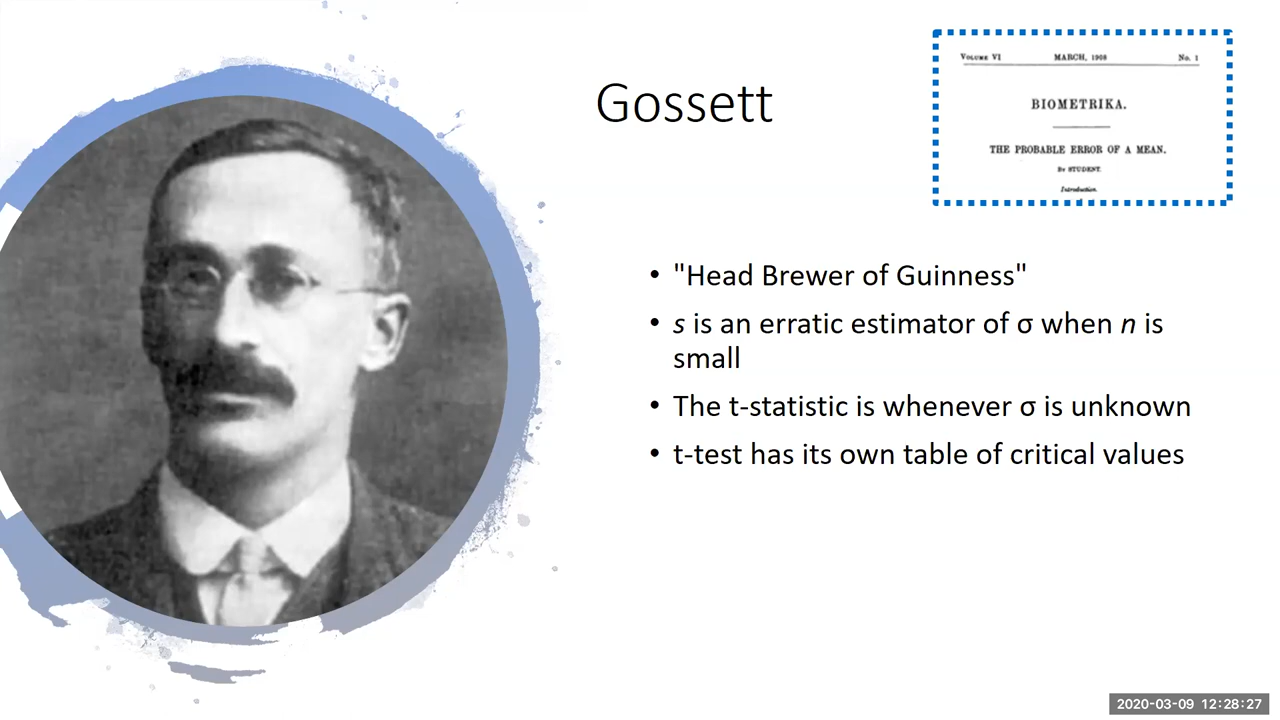 Gossett
VOLUME VI MARCH, 1908 No. 1
BIOMETRIKA.
THE PROBABLE ERROR OF A MEAN.
BY STUDENT.
Introduction.
• "Head Brewer of Guinness"
• s is an erratic estimator of σ when n is
small
• The t-statistic is whenever σ is unknown
• t-test has its own table of critical values
2020-03-09 12:28:27